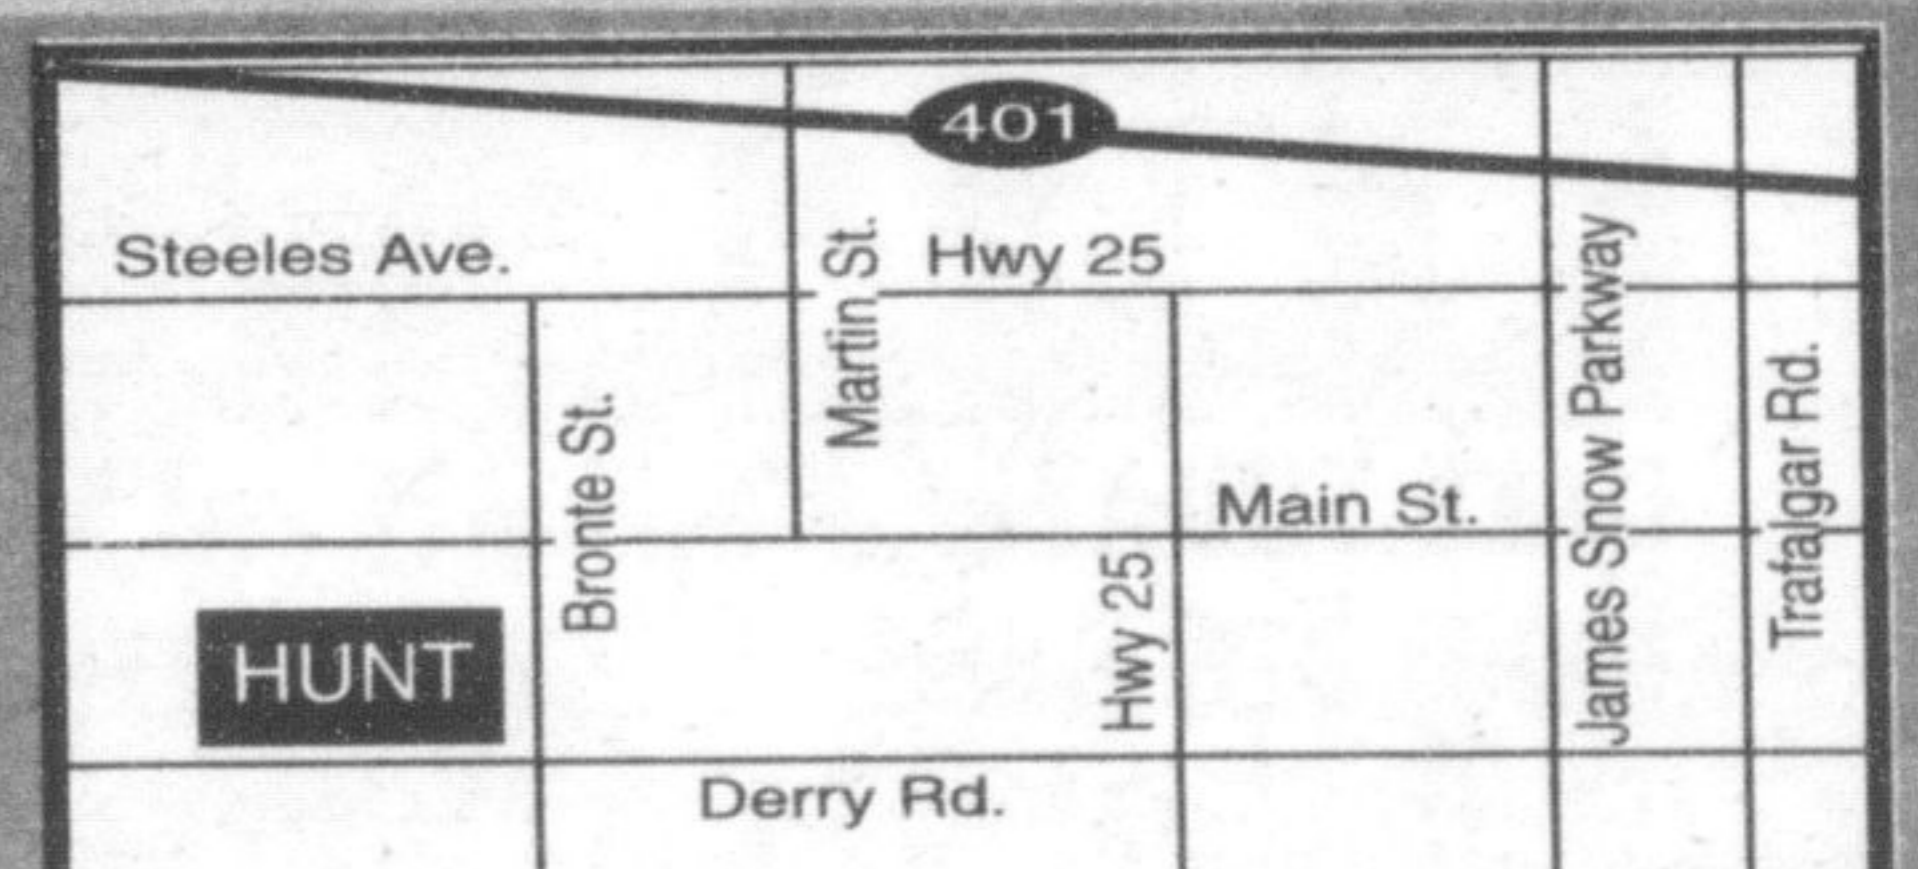 401
Steeles Ave.
Hwy 25
Martin St.
James Snow Parkway
Trafalgar Rd.
Bronte St.
Main St.
Hwy 25
HUNT
Derry Rd.